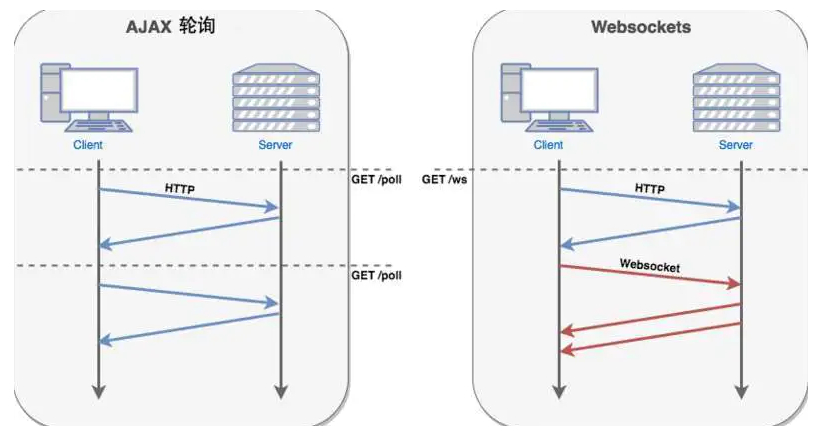 AJAX 轮询
Client
Server
GET /poll
HTTP
GET /poll
Websockets
Client
Server
GET /ws
HTTP
Websocket